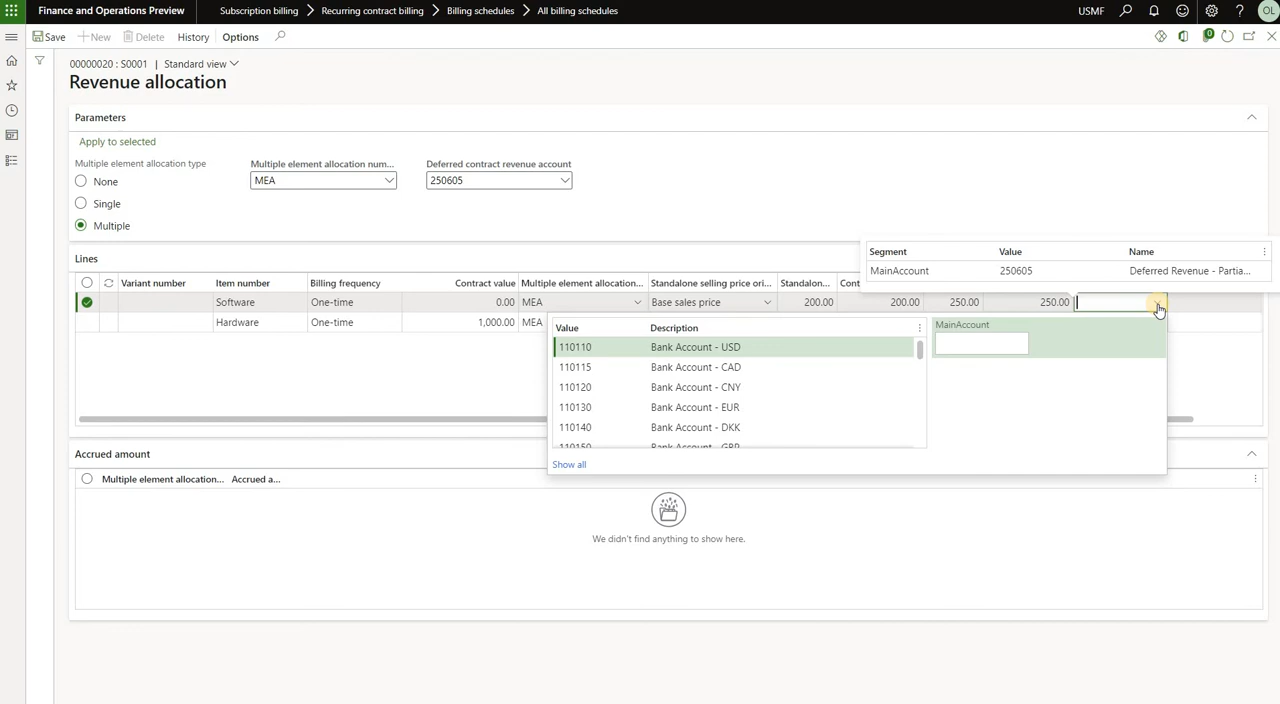 Finance and Operations Preview
Subscription billing > Recurring contract billing > Billing schedules > All billing schedules
USMF
OL
Save
New
Delete
History
Options
0
00000020 : S0001 | Standard view
Revenue allocation
Parameters
Apply to selected
Multiple element allocation type
Multiple element allocation num...
Deferred contract revenue account
None
MEA
250605
Single
Multiple
Lines
Segment Value Name
MainAccount 250605 Deferred Revenue - Partia...
Variant number Item number Billing frequency Contract value Multiple element allocation... Standalone selling price ori... Standalon... Cont
Software One-time 0.00 MEA Base sales price 200.00 200.00 250.00 250.00
Hardware One-time 1,000.00 MEA
Value Description
MainAccount
110110 Bank Account - USD
110115 Bank Account - CAD
110120 Bank Account - CNY
110130 Bank Account - EUR
110140 Bank Account - DKK
110150 Bank Account - GBP
Show all
Accrued amount
Multiple element allocation... Accrued a...
We didn't find anything to show here.